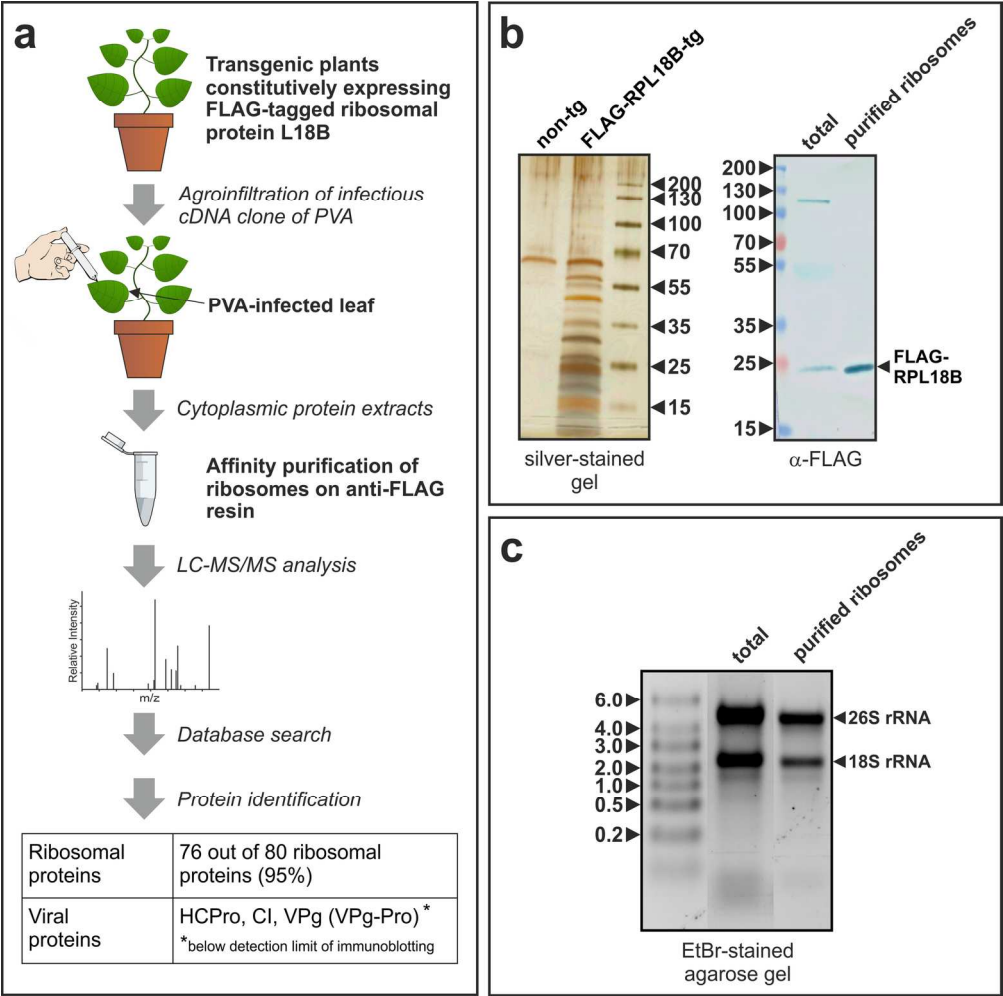 a
Transgenic plants
constitutively expressing
FLAG-tagged ribosomal
protein L18B
Agroinfiltration of infectious
cDNA clone of PVA
PVA-infected leaf
Cytoplasmic protein extracts
Affinity purification of
ribosomes on anti-FLAG
resin
LC-MS/MS analysis
Relative Intensity
m/z
Database search
Protein identification
Ribosomal
proteins
76 out of 80 ribosomal
proteins (95%)
Viral
proteins
HCPro, CI, VPg (VPg-Pro) *
*below detection limit of immunoblotting
b
non-tg
FLAG-RPL18B-tg
200
130
100
70
55
35
25
15
silver-stained
gel
total
purified ribosomes
200
130
100
70
55
35
25
15
FLAG-
RPL18B
α-FLAG
c
total
purified ribosomes
6.0
4.0
3.0
2.0
1.0
0.5
0.2
26S rRNA
18S rRNA
EtBr-stained
agarose gel